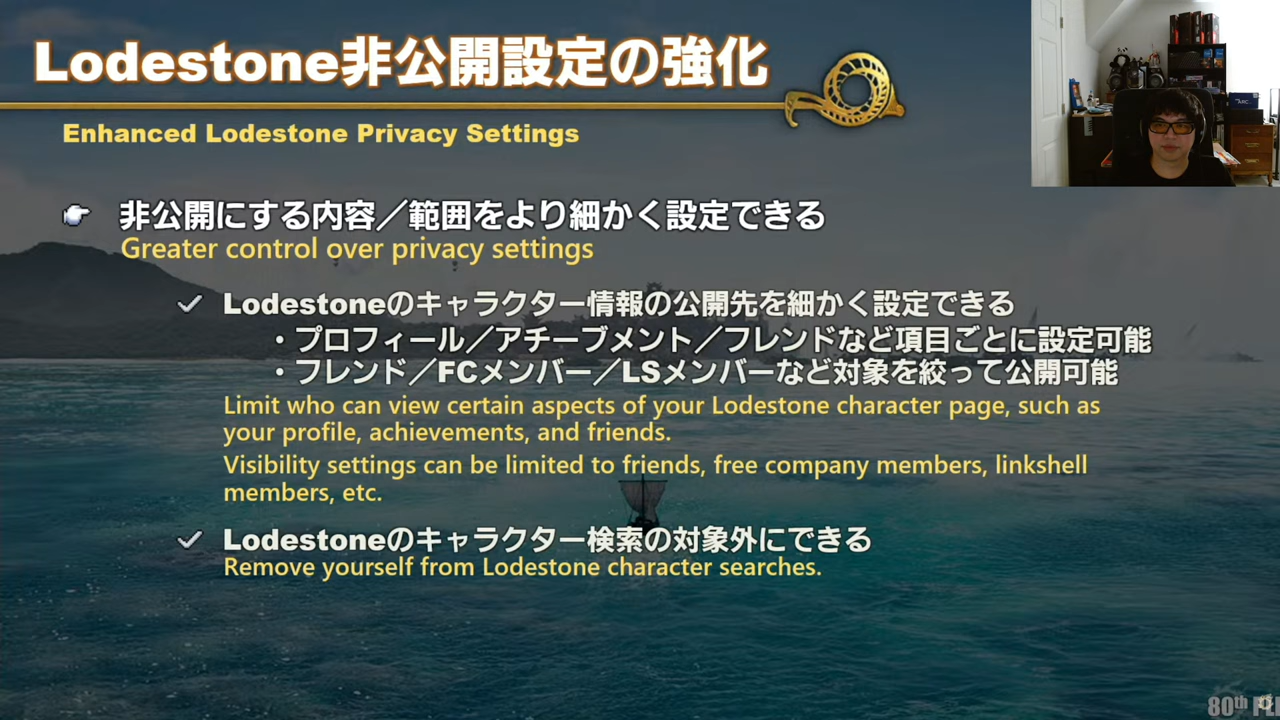 Lodestone非公開設定の強化
Enhanced Lodestone Privacy Settings
非公開にする内容／範囲をより細かく設定できる
Greater control over privacy settings
Lodestoneのキャラクター情報の公開先を細かく設定できる
・プロフィール／アチーブメント／フレンドなど項目ごとに設定可能
・フレンド／FCメンバー／LSメンバーなど対象を絞って公開可能
Limit who can view certain aspects of your Lodestone character page, such as
your profile, achievements, and friends.
Visibility settings can be limited to friends, free company members, linkshell
members, etc.
Lodestoneのキャラクター検索の対象外にできる
Remove yourself from Lodestone character searches.
ARC
80th